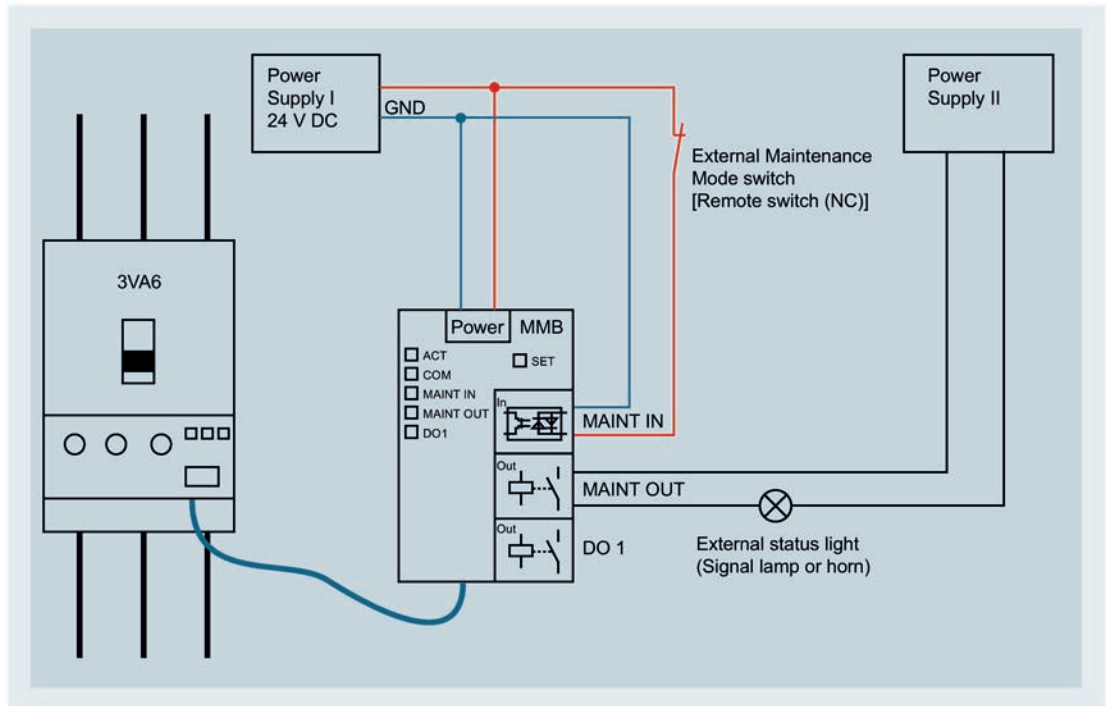 Power
Supply I
24 V DC
GND
Power
Supply II
External Maintenance
Mode switch
[Remote switch (NC)]
3VA6
Power
MMB
ACT
SET
COM
MAINT IN
MAINT OUT
DO1
In
MAINT IN
Out
MAINT OUT
Out
DO 1
External status light
(Signal lamp or horn)